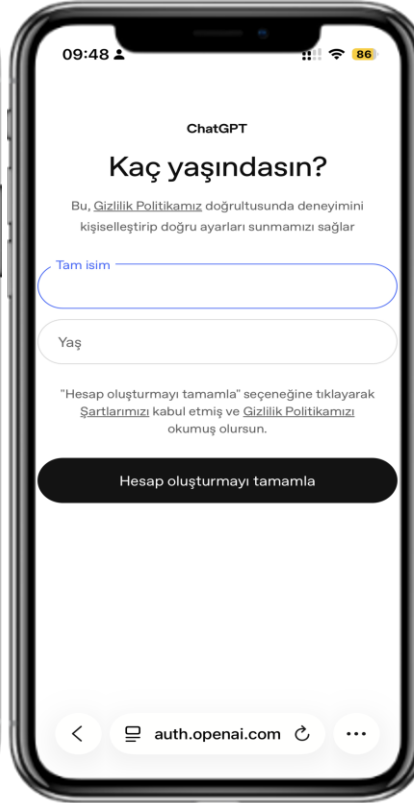 09:48
86
ChatGPT
Kaç yaşındasın?
Bu, Gizlilik Politikamız doğrultusunda deneyimini
kişiselleştirip doğru ayarları sunmamızı sağlar
Tam isim
Yaş
"Hesap oluşturmayı tamamla" seçeneğine tıklayarak
Şartlarımızı kabul etmiş ve Gizlilik Politikamızı
okumuş olursun.
Hesap oluşturmayı tamamla
auth.openai.com